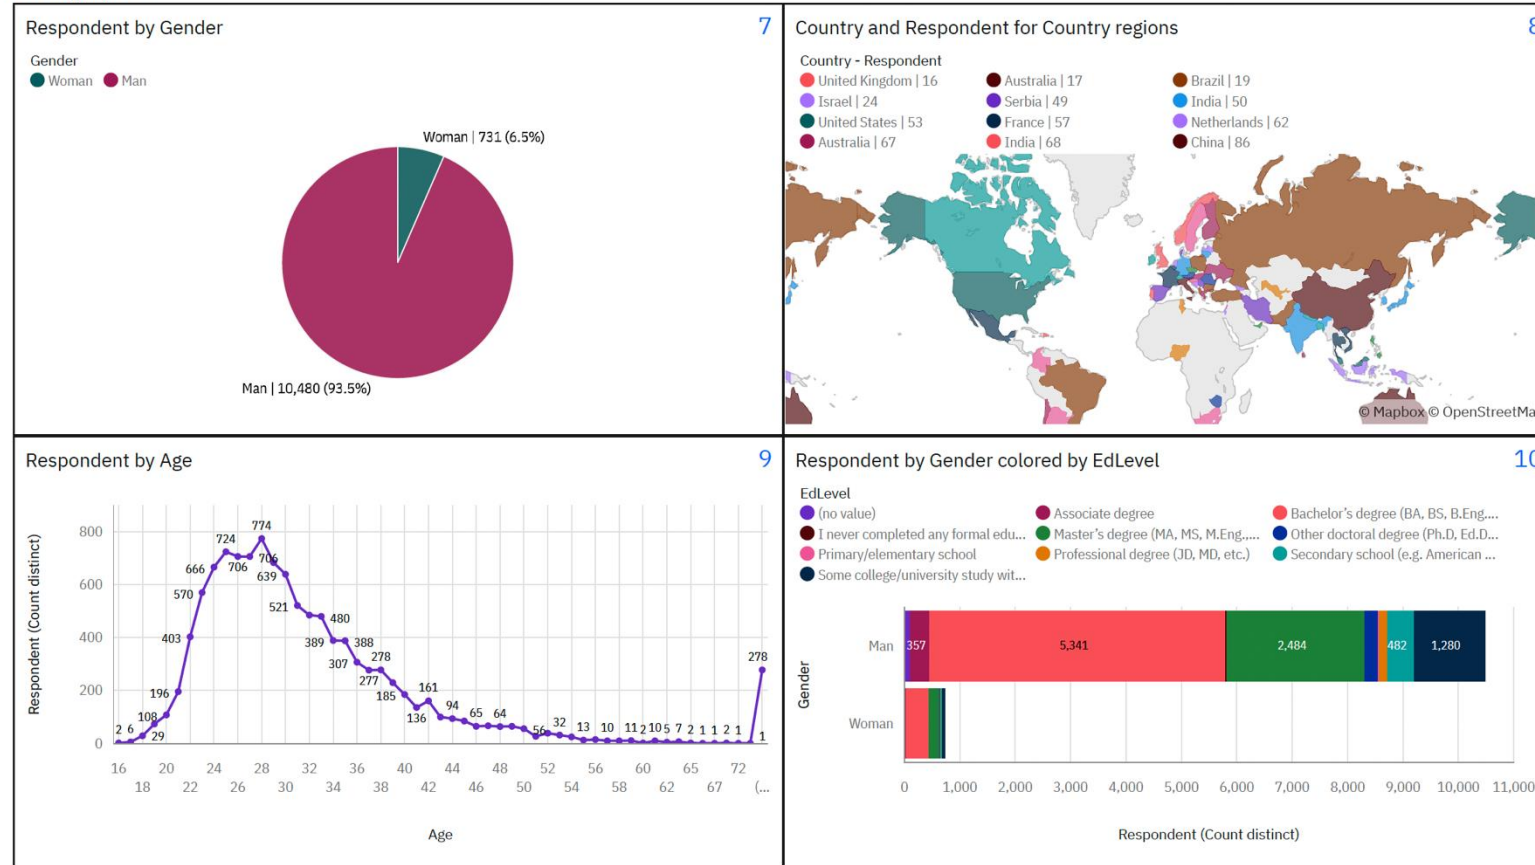 Respondent by Gender 7
Gender
Woman Man
Woman | 731 (6.5%)
Man | 10,480 (93.5%)
Country and Respondent for Country regions 8
Country - Respondent
United Kingdom | 16 Australia | 17 Brazil | 19
Israel | 24 Serbia | 49 India | 50
United States | 53 France | 57 Netherlands | 62
Australia | 67 India | 68 China | 86
© Mapbox © OpenStreetMa
Respondent by Age 9
Respondent (Count distinct)
800
600
400
200
0
774
724
706
706
666
639
570
521
480
403
389
388
307
278
277
278
196
185
161
136
108
94
65
64
56
32
29
2 6
13 10 11 2 10 5 7 2 1 1 2 1
1
16 20 24 28 32 36 40 44 48 52 56 60 65 72
18 22 26 30 34 38 42 46 50 54 58 62 67 (...
Age
Respondent by Gender colored by EdLevel 10
EdLevel
(no value) Associate degree Bachelor’s degree (BA, BS, B.Eng....
I never completed any formal edu... Master’s degree (MA, MS, M.Eng.,... Other doctoral degree (Ph.D, Ed.D...
Primary/elementary school Professional degree (JD, MD, etc.) Secondary school (e.g. American ...
Some college/university study wit...
Gender
Man 357 5,341 2,484 482 1,280
Woman
0 1,000 2,000 3,000 4,000 5,000 6,000 7,000 8,000 9,000 10,000 11,000
Respondent (Count distinct)